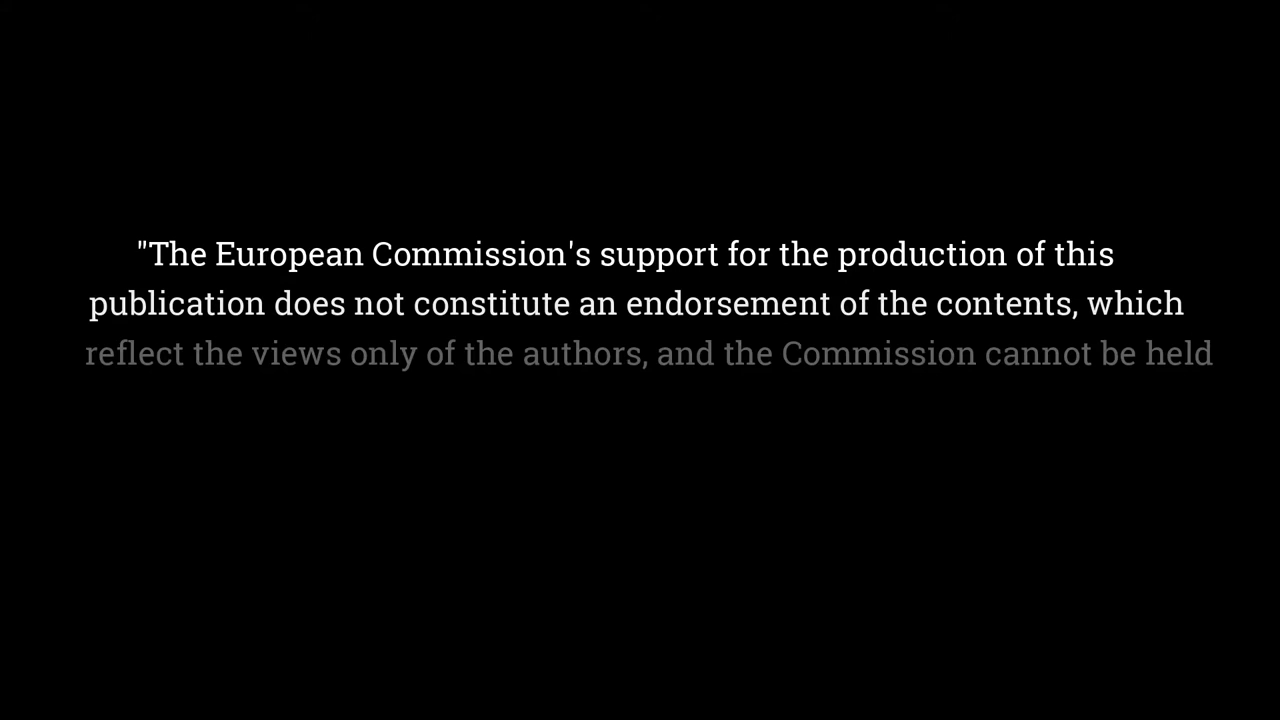 "The European Commission's support for the production of this
publication does not constitute an endorsement of the contents, which
reflect the views only of the authors, and the Commission cannot be held